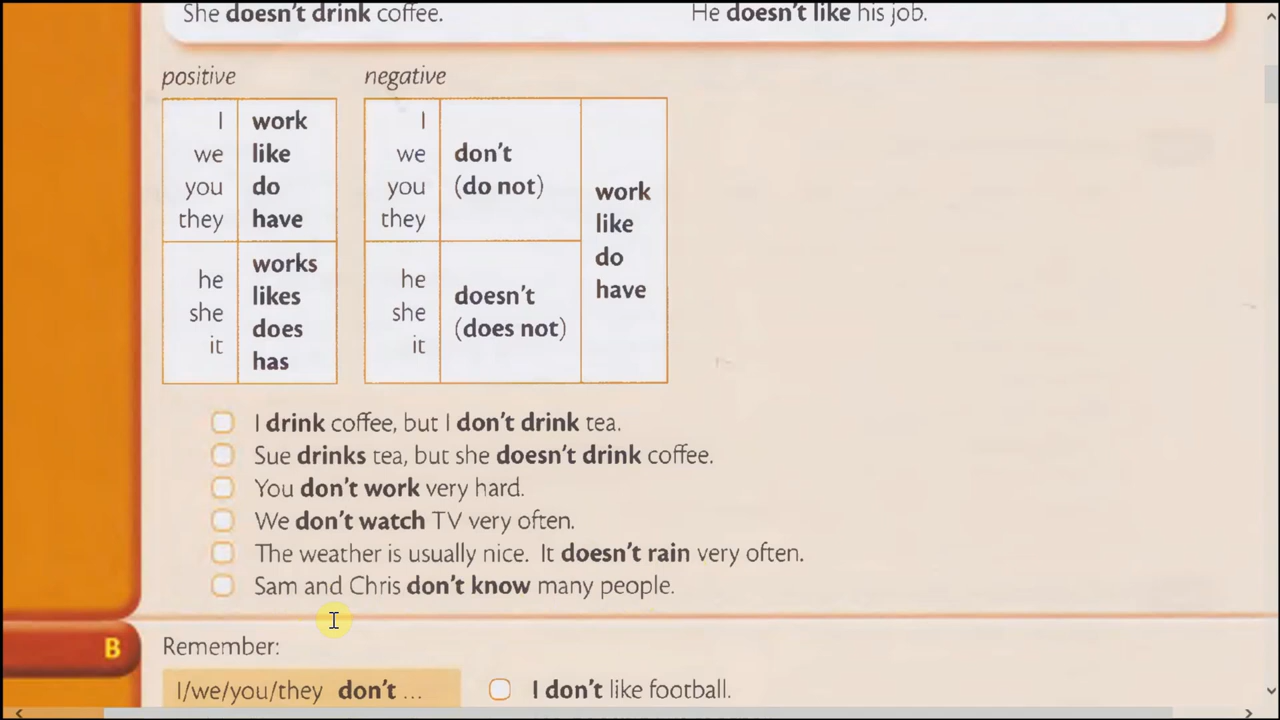 She doesn't drink coffee. He doesn't like his job.
positive negative
I work
we like
you do
they have
he works
she likes
it does
has
I
we don't
you (do not)
they
he
she doesn't
it (does not)
work
like
do
have
I drink coffee, but I don't drink tea.
Sue drinks tea, but she doesn't drink coffee.
You don't work very hard.
We don't watch TV very often.
The weather is usually nice. It doesn't rain very often.
Sam and Chris don't know many people.
B
Remember:
I/we/you/they don't ... I don't like football.